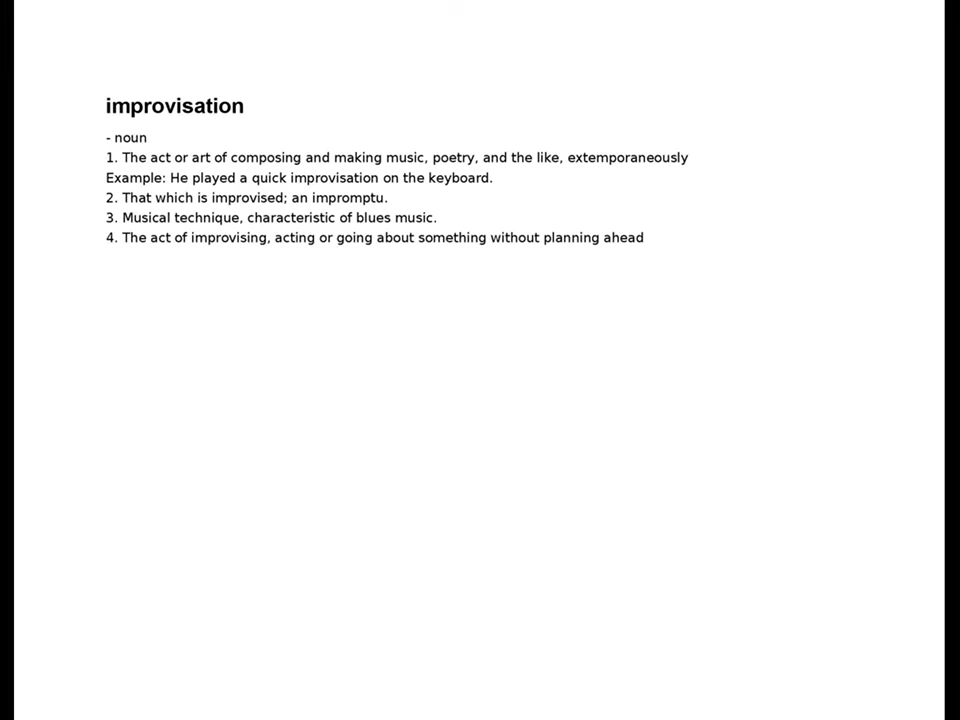 improvisation
- noun
1. The act or art of composing and making music, poetry, and the like, extemporaneously
Example: He played a quick improvisation on the keyboard.
2. That which is improvised; an impromptu.
3. Musical technique, characteristic of blues music.
4. The act of improvising, acting or going about something without planning ahead